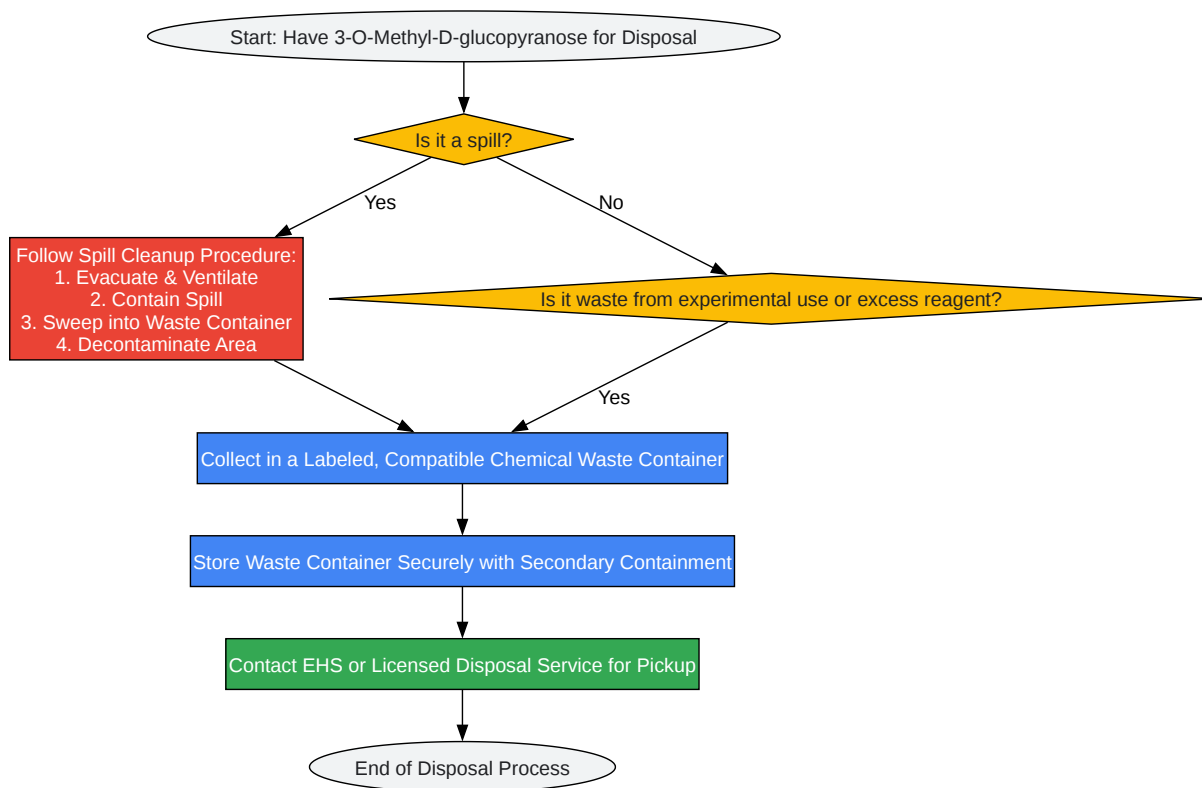 Start: Have 3-O-Methyl-D-glucopyranose for Disposal
Is it a spill?
Yes
No
Follow Spill Cleanup Procedure:
1. Evacuate & Ventilate
2. Contain Spill
3. Sweep into Waste Container
4. Decontaminate Area
Is it waste from experimental use or excess reagent?
Yes
Collect in a Labeled, Compatible Chemical Waste Container
Store Waste Container Securely with Secondary Containment
Contact EHS or Licensed Disposal Service for Pickup
End of Disposal Process